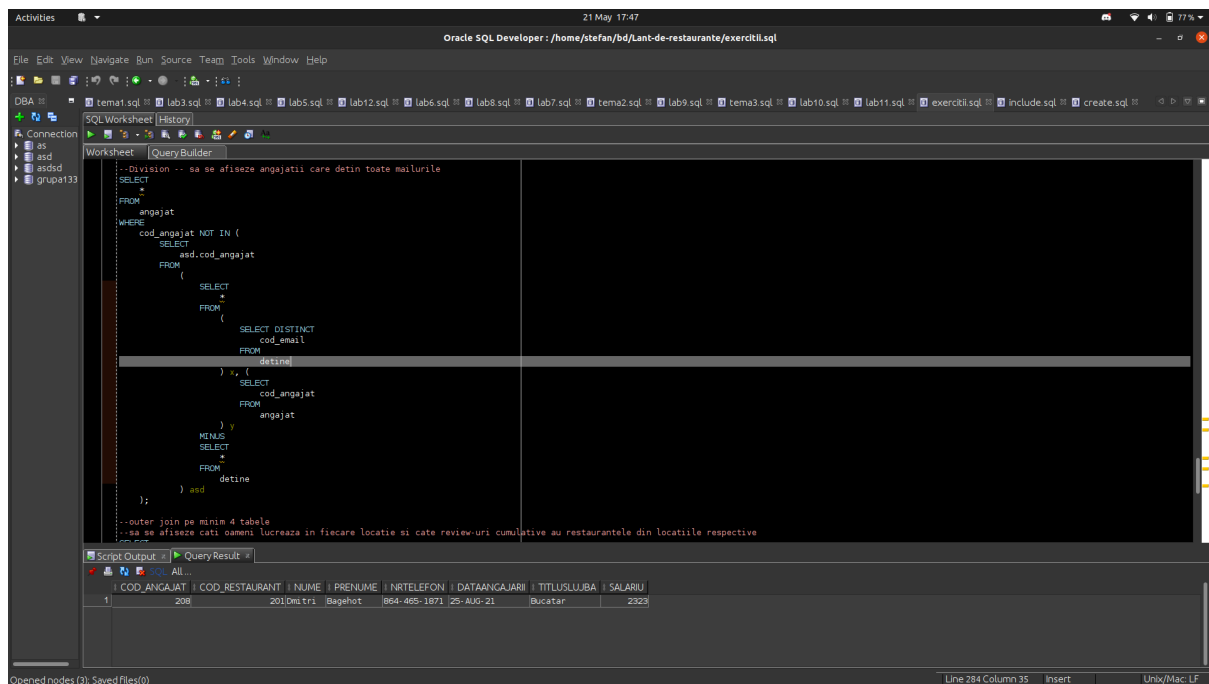 Activities
21 May 17:47
77 %
Oracle SQL Developer : /home/stefan/bd/Lant-de-restaurante/exercitii.sql
File Edit View Navigate Run Source Team Tools Window Help
DBA
tema1.sql lab3.sql lab4.sql lab5.sql lab12.sql lab6.sql lab8.sql lab7.sql tema2.sql lab9.sql tema3.sql lab10.sql lab11.sql exercitii.sql include.sql create.sql
SQL Worksheet History
Connection
as
asd
asdsd
grupa133
Worksheet Query Builder
--Division -- sa se afiseze angajatii care detin toate mailurile
SELECT
*
FROM
angajat
WHERE
cod_angajat NOT IN (
SELECT
asd.cod_angajat
FROM
(
SELECT
*
FROM
(
SELECT DISTINCT
cod_email
FROM
detine
) x, (
SELECT
cod_angajat
FROM
angajat
) y
MINUS
SELECT
*
FROM
detine
) asd
);
--outer join pe minim 4 tabele
--sa se afiseze cati oameni lucreaza in fiecare locatie si cate review-uri cumulative au restaurantele din locatiile respective
SELECT
Script Output Query Result
SQL All ...
COD_ANGAJAT COD_RESTAURANT NUME PRENUME NRTELEFON DATAANGAJARII TITLUSLUJBA SALARIU
1 208 201 Dmitri Bagehot 864-465-1871 25-AUG-21 Bucatar 2323
Opened nodes (3); Saved files(0)
Line 284 Column 35 Insert Unix/Mac: LF